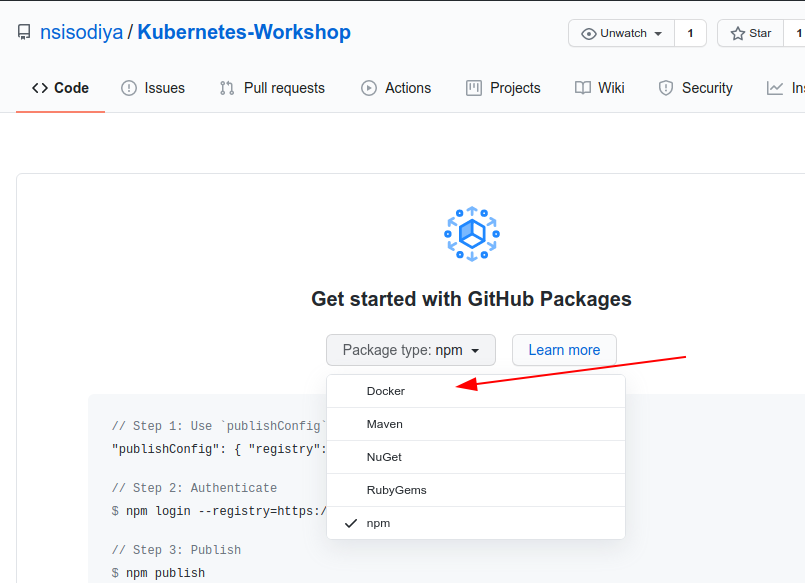 nsisodiya / Kubernetes-Workshop
Unwatch 1 Star 1
Code Issues Pull requests Actions Projects Wiki Security
Get started with GitHub Packages
Package type: npm Learn more
Docker
Maven
NuGet
RubyGems
npm
// Step 1: Use `publishConfig`
"publishConfig": { "registry":
// Step 2: Authenticate
$ npm login --registry=https:/
// Step 3: Publish
$ npm publish